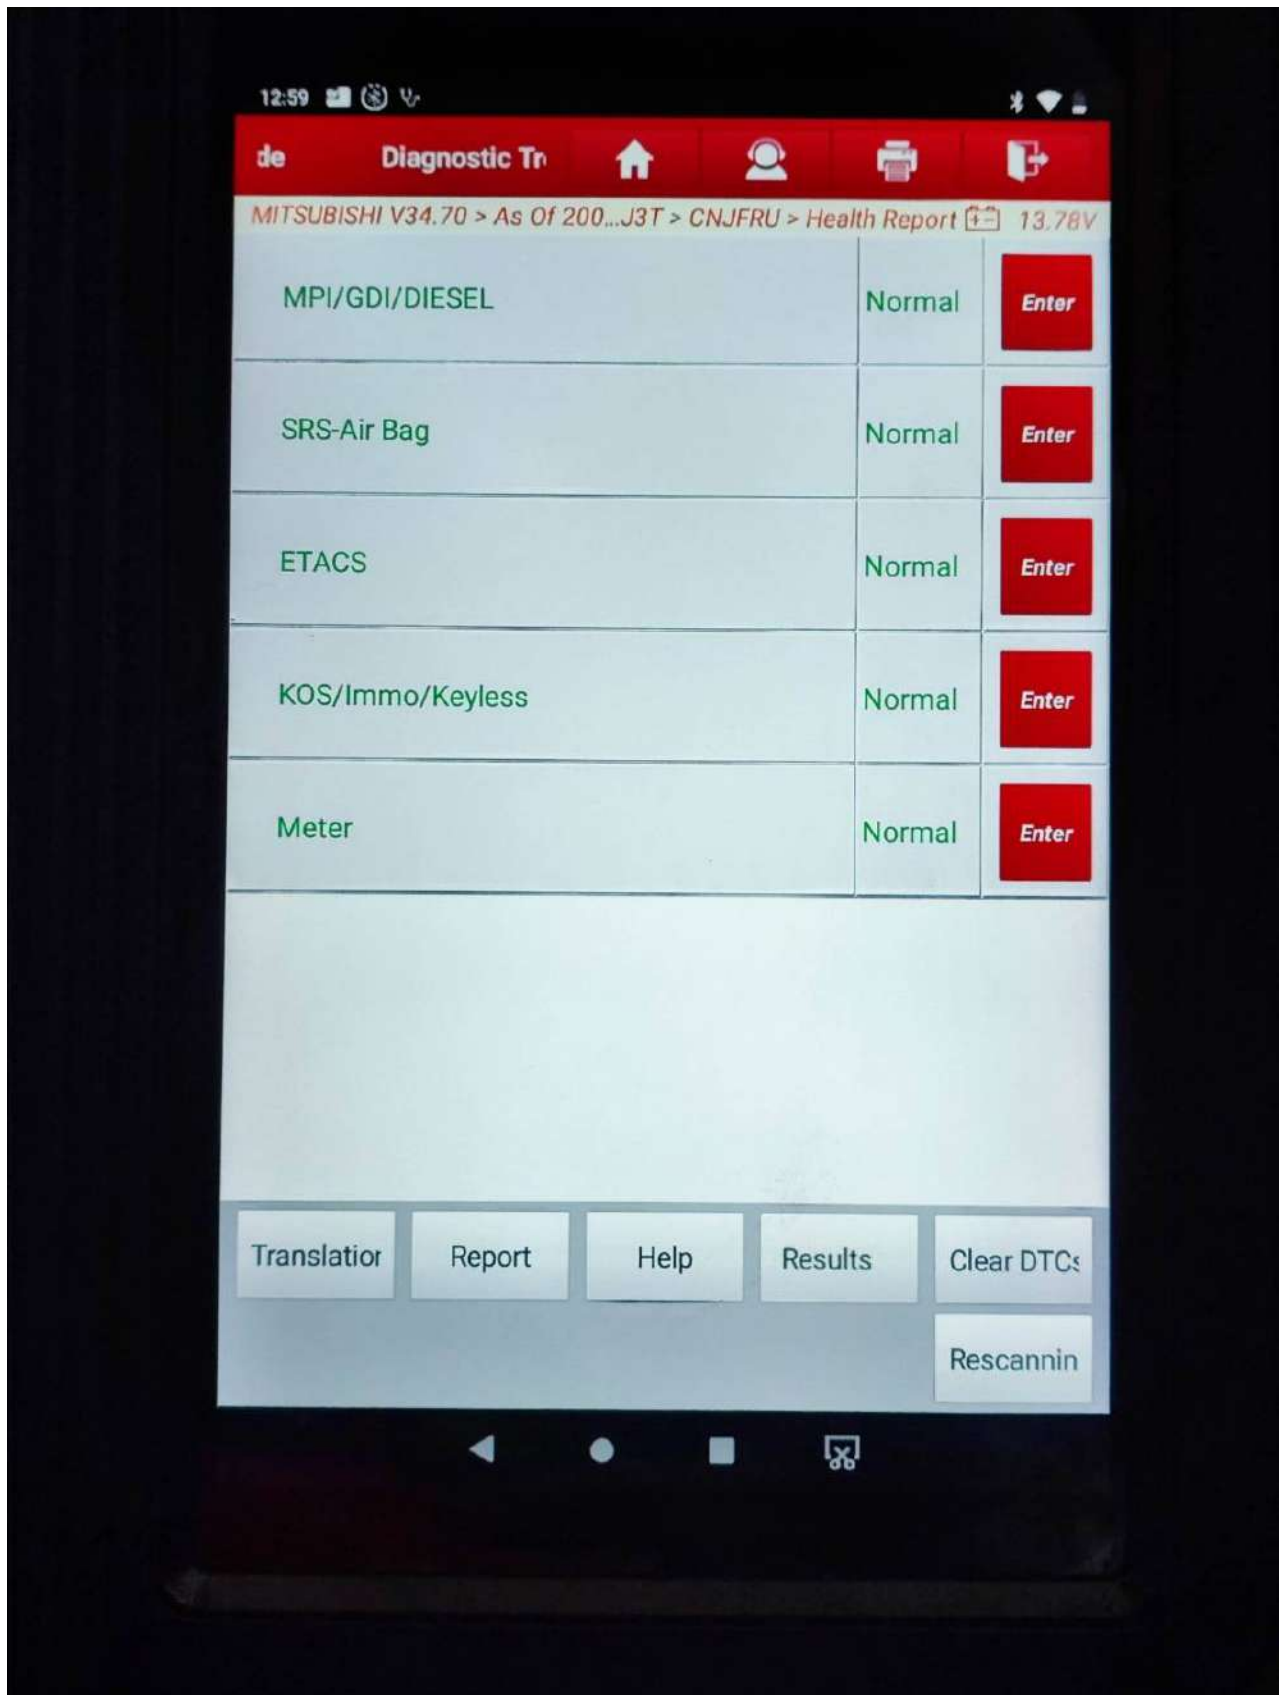 12:59
de Diagnostic Tr
MITSUBISHI V34.70 > As Of 200...J3T > CNJFRU > Health Report 13.78V
MPI/GDI/DIESEL Normal Enter
SRS-Air Bag Normal Enter
ETACS Normal Enter
KOS/Immo/Keyless Normal Enter
Meter Normal Enter
Translation Report Help Results Clear DTCs
Rescannin